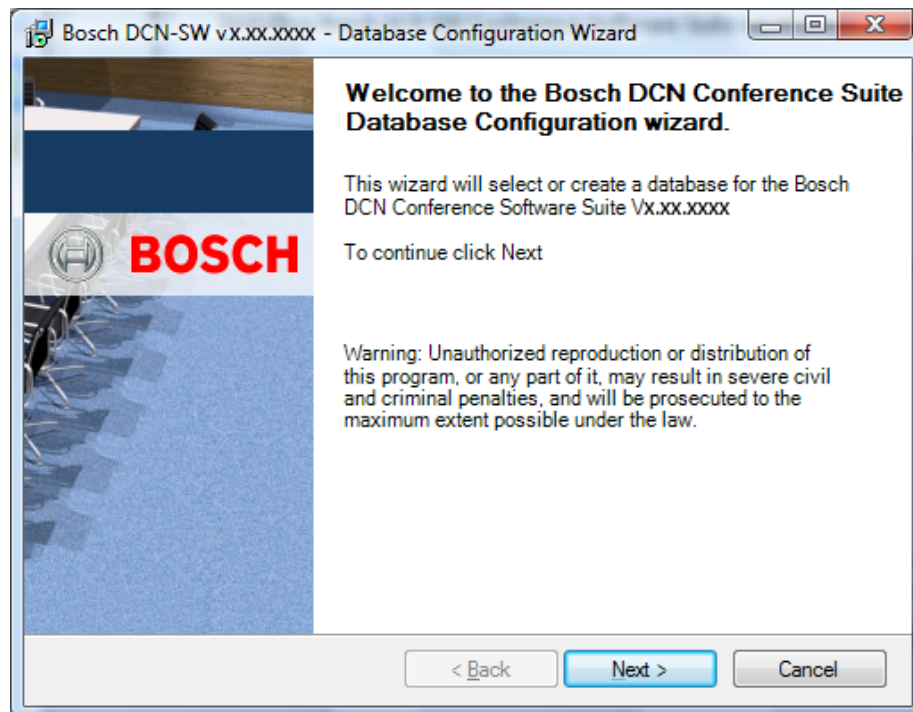 Bosch DCN-SW vx.xx.xxxx - Database Configuration Wizard
Welcome to the Bosch DCN Conference Suite
Database Configuration wizard.
This wizard will select or create a database for the Bosch
DCN Conference Software Suite Vx.xx.xxxx
BOSCH
To continue click Next
Warning: Unauthorized reproduction or distribution of
this program, or any part of it, may result in severe civil
and criminal penalties, and will be prosecuted to the
maximum extent possible under the law.
< Back
Next >
Cancel